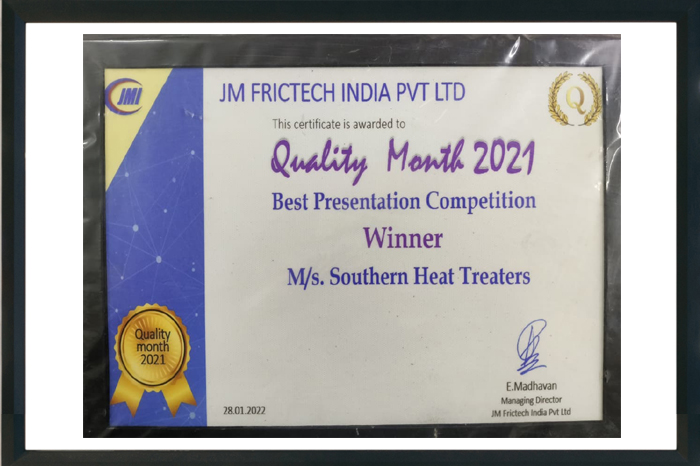 JMI
JM FRICTECH INDIA PVT LTD
Q
This certificate is awarded to
Quality Month 2021
Best Presentation Competition
Winner
M/s. Southern Heat Treaters
Quality
month
2021
E.Madhavan
Managing Director
JM Frictech India Pvt Ltd
28.01.2022